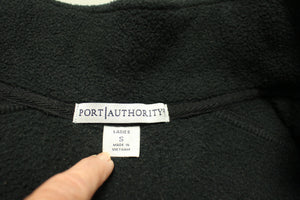 PORT|AUTHORITY®
LADIES
S
MADE IN
VIETNAM